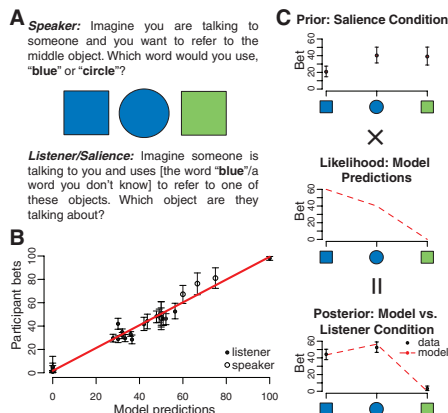 A
Speaker: Imagine you are talking to
someone and you want to refer to the
middle object. Which word would you use,
"blue" or "circle"?
Listener/Salience: Imagine someone is
talking to you and uses [the word "blue"/a
word you don't know] to refer to one of
these objects. Which object are they
talking about?
B
Participant bets
0 20 40 60 80 100
listener
speaker
0 20 40 60 80 100
Model predictions
C
Prior: Salience Condition
Bet
0 20 40 60
×
Likelihood: Model
Predictions
Bet
0 20 40 60
=
Posterior: Model vs.
Listener Condition
Bet
0 20 40 60
data
model